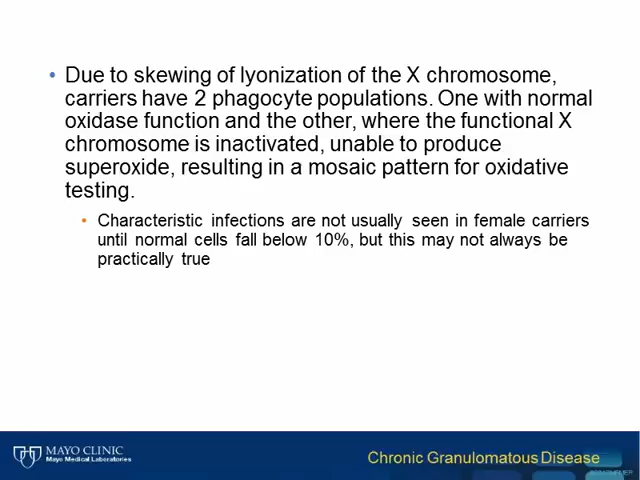 Due to skewing of lyonization of the X chromosome,
carriers have 2 phagocyte populations. One with normal
oxidase function and the other, where the functional X
chromosome is inactivated, unable to produce
superoxide, resulting in a mosaic pattern for oxidative
testing.
Characteristic infections are not usually seen in female carriers
until normal cells fall below 10%, but this may not always be
practically true
MAYO CLINIC
Mayo Medical Laboratories
Chronic Granulomatous Disease